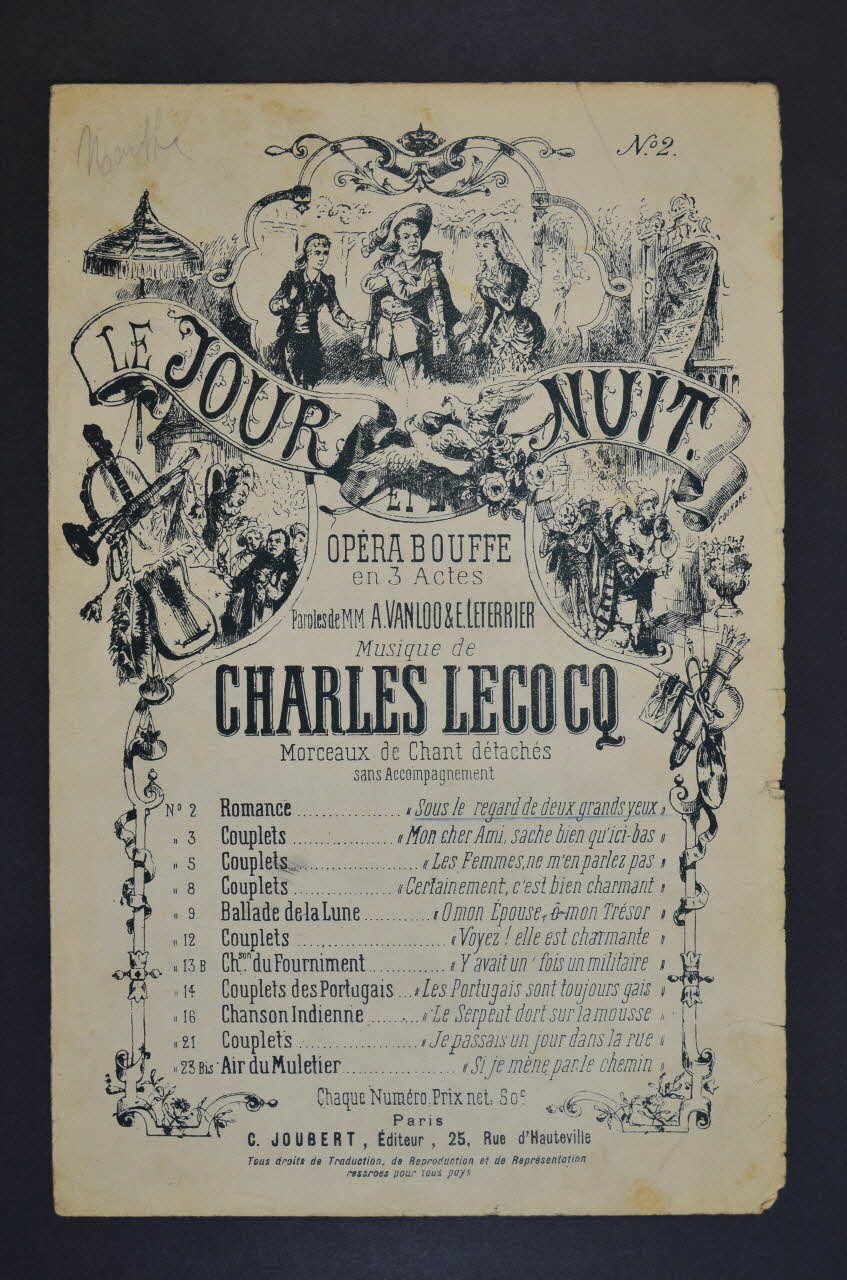 Nº 2.
LE JOUR
ET L
NUIT.
OPÉRA BOUFFE
en 3 Actes
Paroles de MM. A. VANLOO & E. LETERRIER
Musique de
CHARLES LECOCQ
Morceaux de Chant détachés
sans Accompagnement
Nº 2 Romance .................. « Sous le regard de deux grands yeux »
" 3 Couplets ................ « Mon cher Ami, sache bien qu'ici-bas »
" 5 Couplets .................. « Les Femmes, ne m'en parlez pas »
" 8 Couplets ............... « Certainement, c'est bien charmant »
" 9 Ballade de la Lune .......... « O mon Épouse, ô mon Trésor »
" 12 Couplets ...................... « Voyez ! elle est charmante »
" 13 B Chson du Fourniment ............ « Y avait un' fois un militaire »
" 14 Couplets des Portugais ... « Les Portugais sont toujours gais »
" 16 Chanson Indienne ......... « Le Serpent dort sur la mousse »
" 21 Couplets .................. « Je passais un jour dans la rue »
" 23 Bis Air du Muletier ................. « Si je mène par le chemin »
Chaque Numéro, Prix net, 50c
Paris
C. JOUBERT, Éditeur, 25, Rue d'Hauteville
Tous droits de Traduction, de Reproduction et de Représentation
réservés pour tous pays